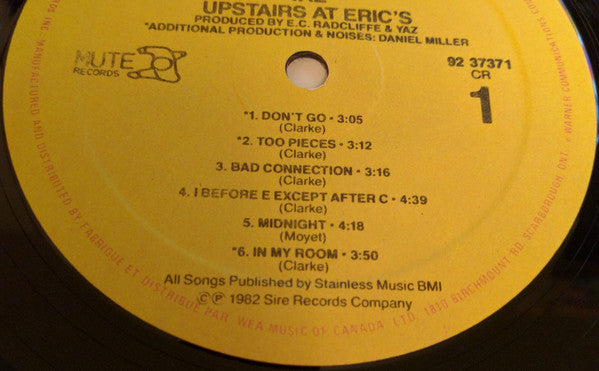 UPSTAIRS AT ERIC'S
PRODUCED BY E.C. RADCLIFFE & YAZ
*ADDITIONAL PRODUCTION & NOISES: DANIEL MILLER
MUTE
RECORDS
92 37371
CR
1
*1. DON'T GO • 3:05
(Clarke)
*2. TOO PIECES • 3:12
(Clarke)
3. BAD CONNECTION • 3:16
(Clarke)
4. I BEFORE E EXCEPT AFTER C • 4:39
(Clarke)
5. MIDNIGHT • 4:18
(Moyet)
*6. IN MY ROOM • 3:50
(Clarke)
All Songs Published by Stainless Music BMI
©℗ 1982 Sire Records Company
INC. MANUFACTURED AND DISTRIBUTED BY / FABRIQUE ET DISTRIBUE PAR WEA MUSIC OF CANADA, LTD, 1810 BIRCHMOUNT RD. SCARBOROUGH ONT. • WARNER COMMUNICATIONS